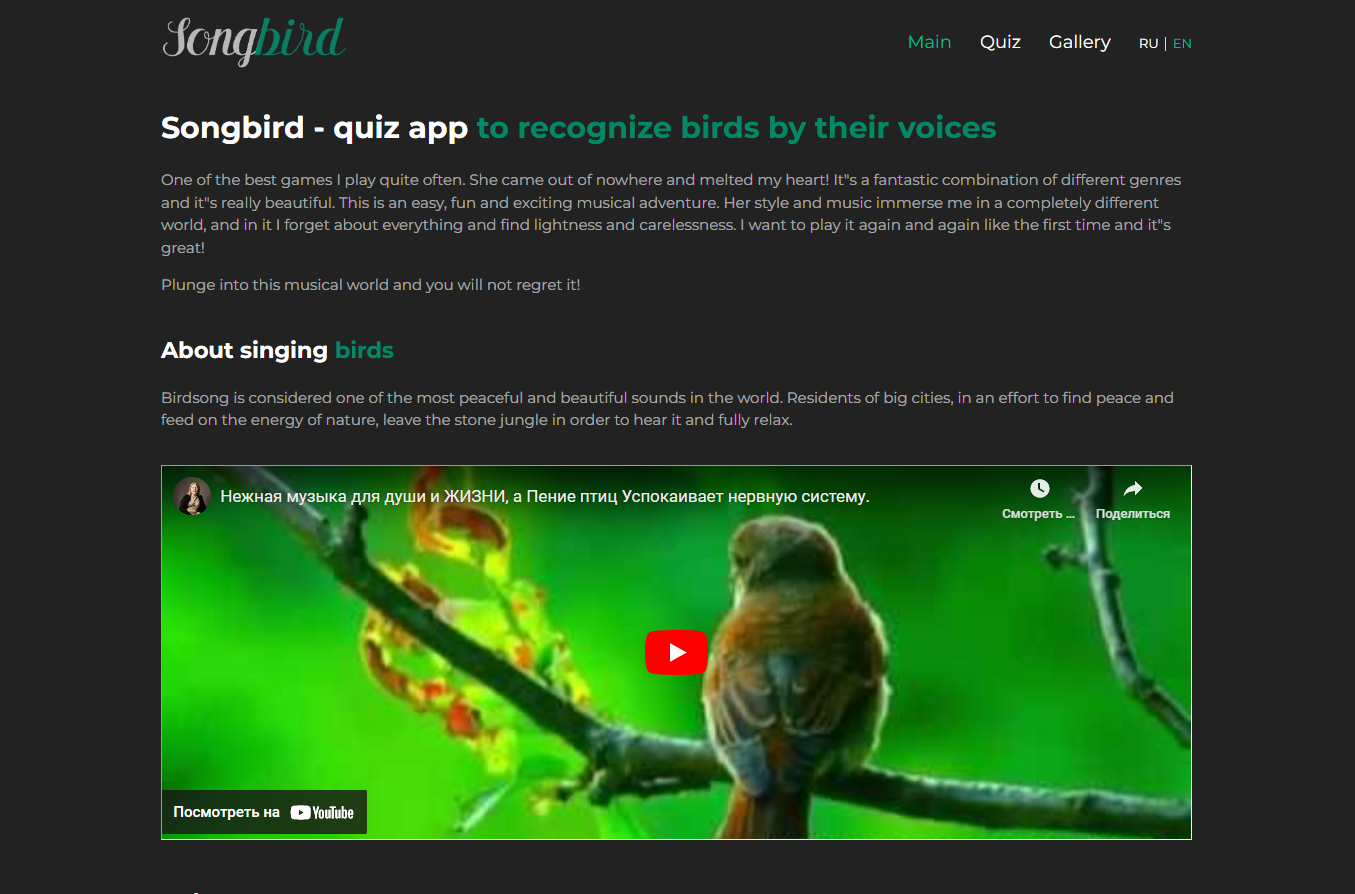 Songbird
Main Quiz Gallery RU | EN
Songbird - quiz app to recognize birds by their voices
One of the best games I play quite often. She came out of nowhere and melted my heart! It"s a fantastic combination of different genres
and it"s really beautiful. This is an easy, fun and exciting musical adventure. Her style and music immerse me in a completely different
world, and in it I forget about everything and find lightness and carelessness. I want to play it again and again like the first time and it"s
great!
Plunge into this musical world and you will not regret it!
About singing birds
Birdsong is considered one of the most peaceful and beautiful sounds in the world. Residents of big cities, in an effort to find peace and
feed on the energy of nature, leave the stone jungle in order to hear it and fully relax.
Нежная музыка для души и ЖИЗНИ, а Пение птиц Успокаивает нервную систему.
Смотреть ... Поделиться
Посмотреть на YouTube